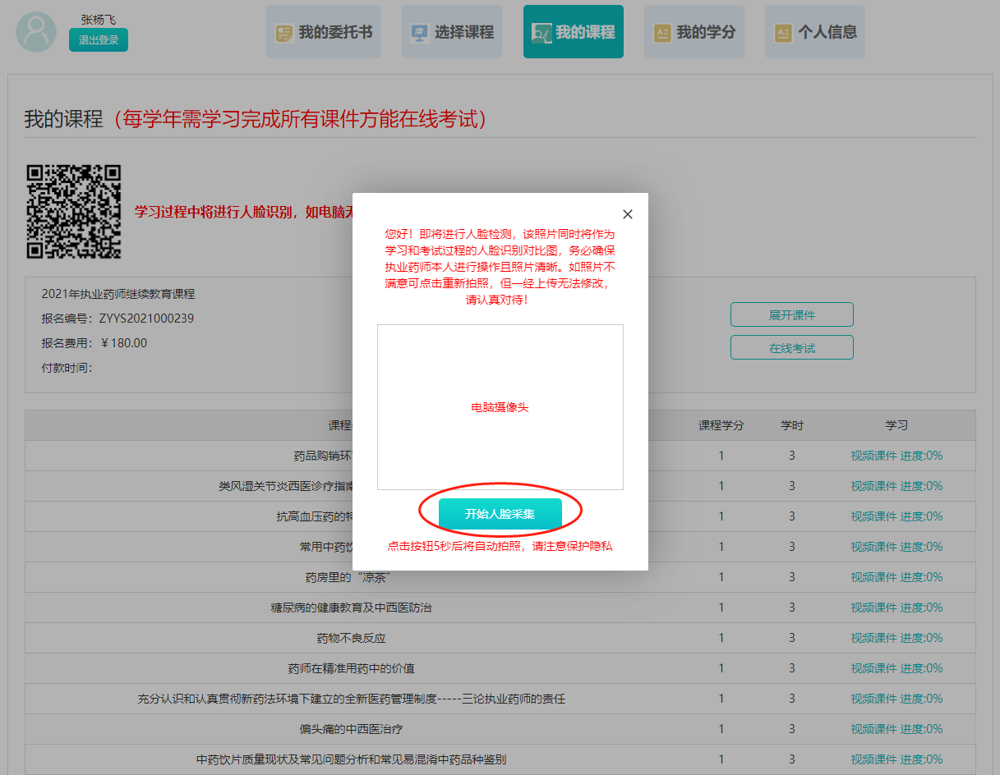 张杨飞
退出登录
我的委托书
选择课程
我的课程
我的学分
个人信息
我的课程（每学年需学习完成所有课件方能在线考试）
学习过程中将进行人脸识别，如电脑无
您好！即将进行人脸检测，该照片同时将作为
学习和考试过程的人脸识别对比图，务必确保
执业药师本人进行操作且照片清晰。如照片不
满意可点击重新拍照，但一经上传无法修改，
请认真对待！
电脑摄像头
开始人脸采集
点击按钮5秒后将自动拍照，请注意保护隐私
2021年执业药师继续教育课程
报名编号：ZYYS2021000239
报名费用：￥180.00
付款时间：
展开课件
在线考试
课程 课程学分 学时 学习
药品购销环 1 3 视频课件 进度:0%
类风湿关节炎西医诊疗指南 1 3 视频课件 进度:0%
抗高血压药的特 1 3 视频课件 进度:0%
常用中药饮 1 3 视频课件 进度:0%
药房里的“凉茶” 1 3 视频课件 进度:0%
糖尿病的健康教育及中西医防治 1 3 视频课件 进度:0%
药物不良反应 1 3 视频课件 进度:0%
药师在精准用药中的价值 1 3 视频课件 进度:0%
充分认识和认真贯彻新药法环境下建立的全新医药管理制度-----三论执业药师的责任 1 3 视频课件 进度:0%
偏头痛的中西医治疗 1 3 视频课件 进度:0%
中药饮片质量现状及常见问题分析和常见易混淆中药品种鉴别 1 3 视频课件 进度:0%